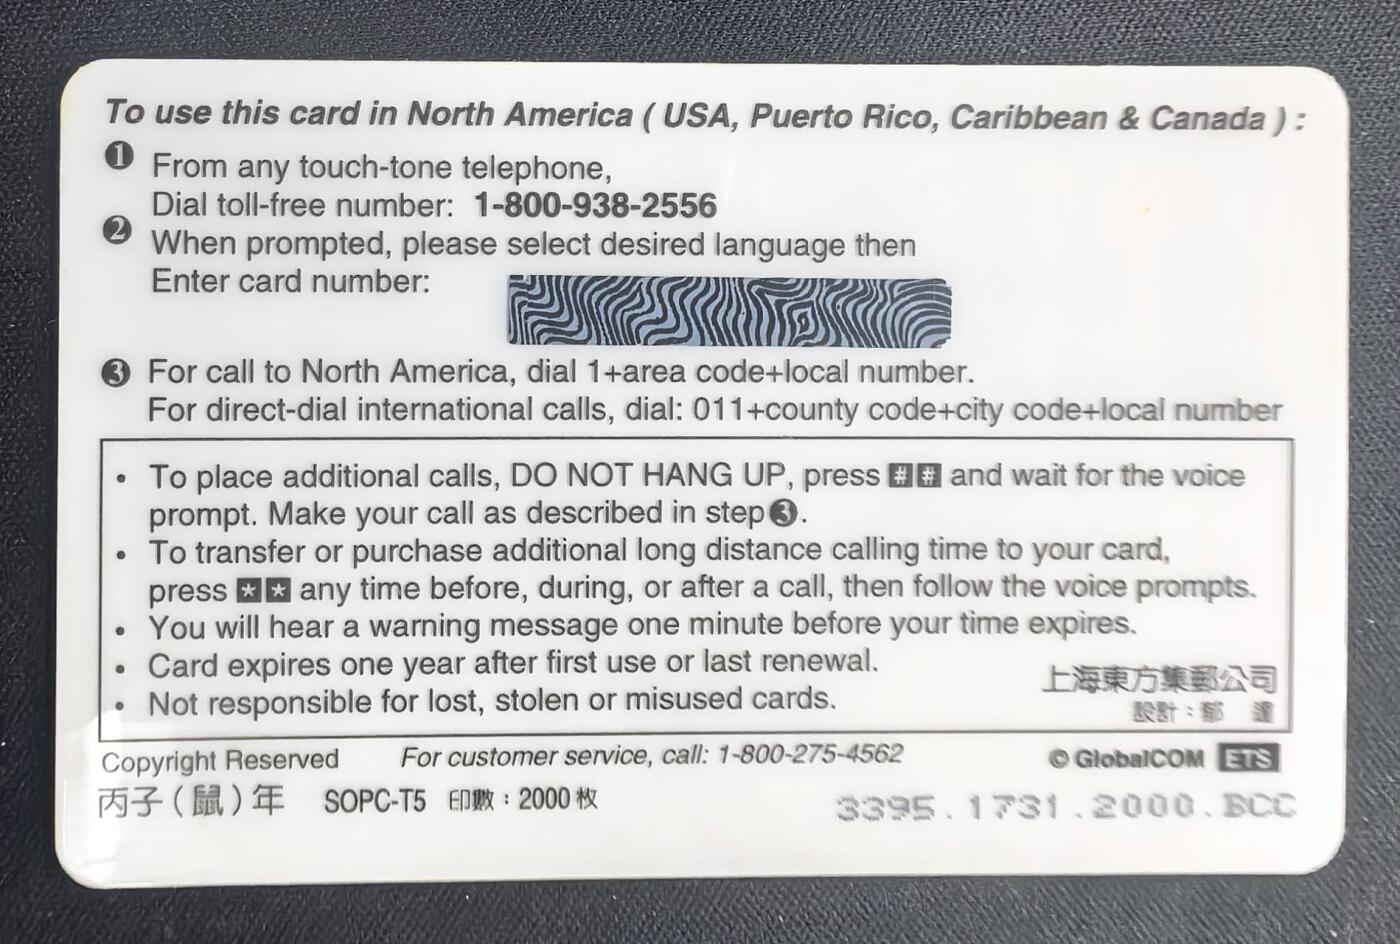 To use this card in North America ( USA, Puerto Rico, Caribbean & Canada ) :
❶ From any touch-tone telephone,
Dial toll-free number: 1-800-938-2556
❷ When prompted, please select desired language then
Enter card number:
❸ For call to North America, dial 1+area code+local number.
For direct-dial international calls, dial: 011+county code+city code+local number
• To place additional calls, DO NOT HANG UP, press ## and wait for the voice
prompt. Make your call as described in step❸.
• To transfer or purchase additional long distance calling time to your card,
press ** any time before, during, or after a call, then follow the voice prompts.
• You will hear a warning message one minute before your time expires.
• Card expires one year after first use or last renewal.
• Not responsible for lost, stolen or misused cards.
上海東方集郵公司
設計：郁
Copyright Reserved For customer service, call: 1-800-275-4562 © GlobalCOM ETS
丙子（鼠）年 SOPC-T5 印數：2000枚 3395.1731.2000.BCC